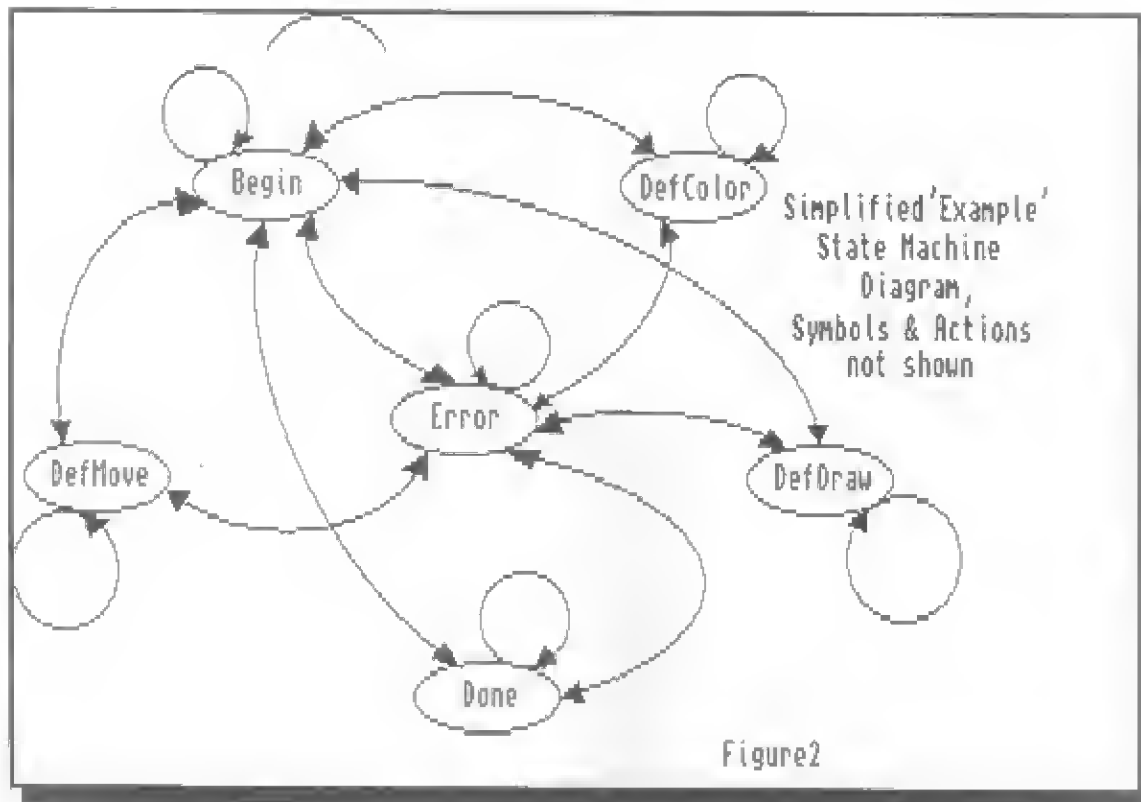 Begin
DefColor
Simplified'Example'
State Machine
Diagram,
Symbols & Actions
not shown
Error
DefMove
DefDraw
Done
Figure2